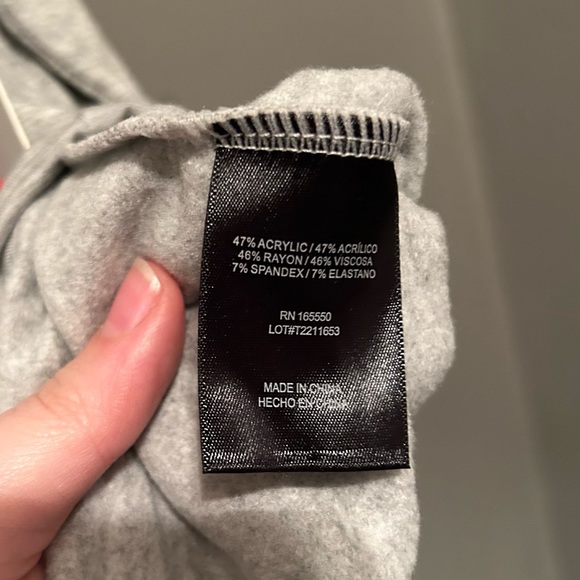 47% ACRYLIC / 47% ACRÍLICO
46% RAYON / 46% VISCOSA
7% SPANDEX / 7% ELASTANO
RN 165550
LOT#T2211653
MADE IN CHINA
HECHO EN CHINA